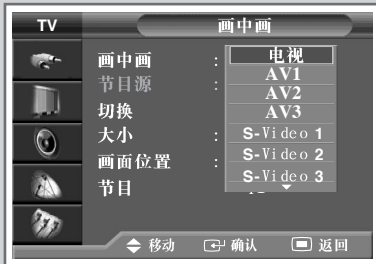 TV
画中画
画中画 :
节目源 :
切换
大小 :
画面位置 :
节目
电视
AV1
AV2
AV3
S-Video 1
S-Video 2
S-Video 3
移动 确认 返回